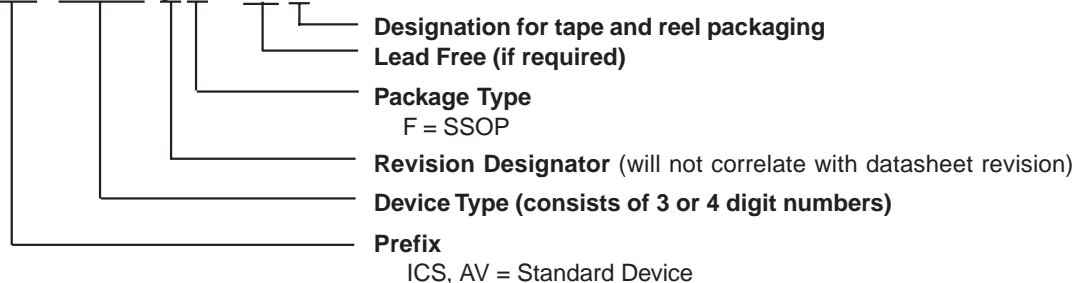 Designation for tape and reel packaging
Lead Free (if required)
Package Type
F = SSOP
Revision Designator (will not correlate with datasheet revision)
Device Type (consists of 3 or 4 digit numbers)
Prefix
ICS, AV = Standard Device